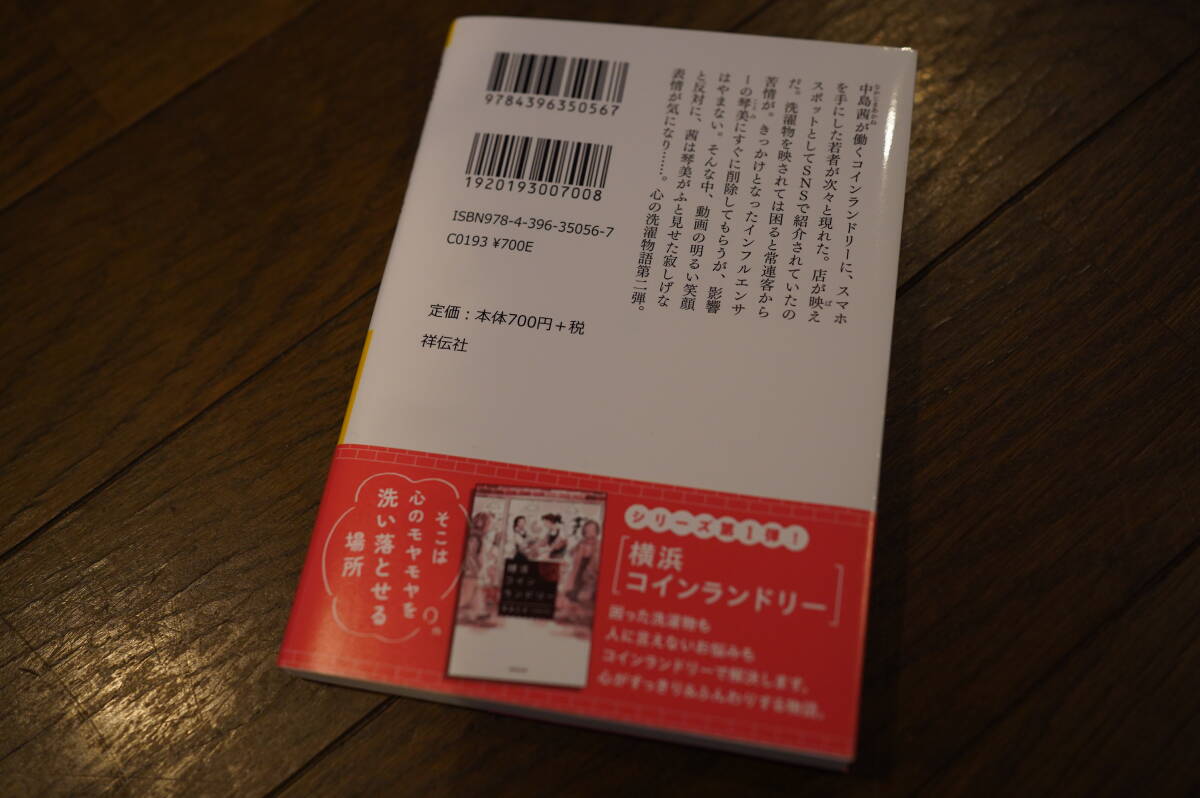 中島茜が働くコインランドリーに、スマホ
を手にした若者が次々と現れた。店が映え
スポットとしてSNSで紹介されていたの
だ。洗濯物を映されては困ると常連客から
苦情が。きっかけとなったインフルエンサ
ーの琴美にすぐに削除してもらうが、影響
はやまない。そんな中、動画の明るい笑顔
と反対に、茜は琴美がふと見せた寂しげな
表情が気になり……。心の洗濯物語第二弾。
9784396350567
1920193007008
ISBN978-4-396-35056-7
C0193 ¥700E
定価：本体700円＋税
祥伝社
シリーズ第1弾！
横浜
コインランドリー
困った洗濯物も
人に言えないお悩みも
コインランドリーで解決します。
心がすっきり&ふんわりする物語。
横浜
コイン
ランドリー
そこは
心のモヤモヤを
洗い落とせる
場所